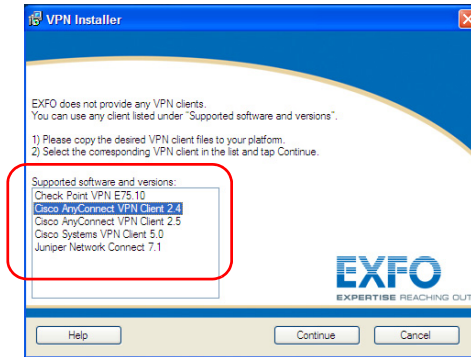 VPN Installer
EXFO does not provide any VPN clients.
You can use any client listed under "Supported software and versions".
1) Please copy the desired VPN client files to your platform.
2) Select the corresponding VPN client in the list and tap Continue.
Supported software and versions:
Check Point VPN E75.10
Cisco AnyConnect VPN Client 2.4
Cisco AnyConnect VPN Client 2.5
Cisco Systems VPN Client 5.0
Juniper Network Connect 7.1
EXFO
EXPERTISE REACHING OUT
Help
Continue
Cancel